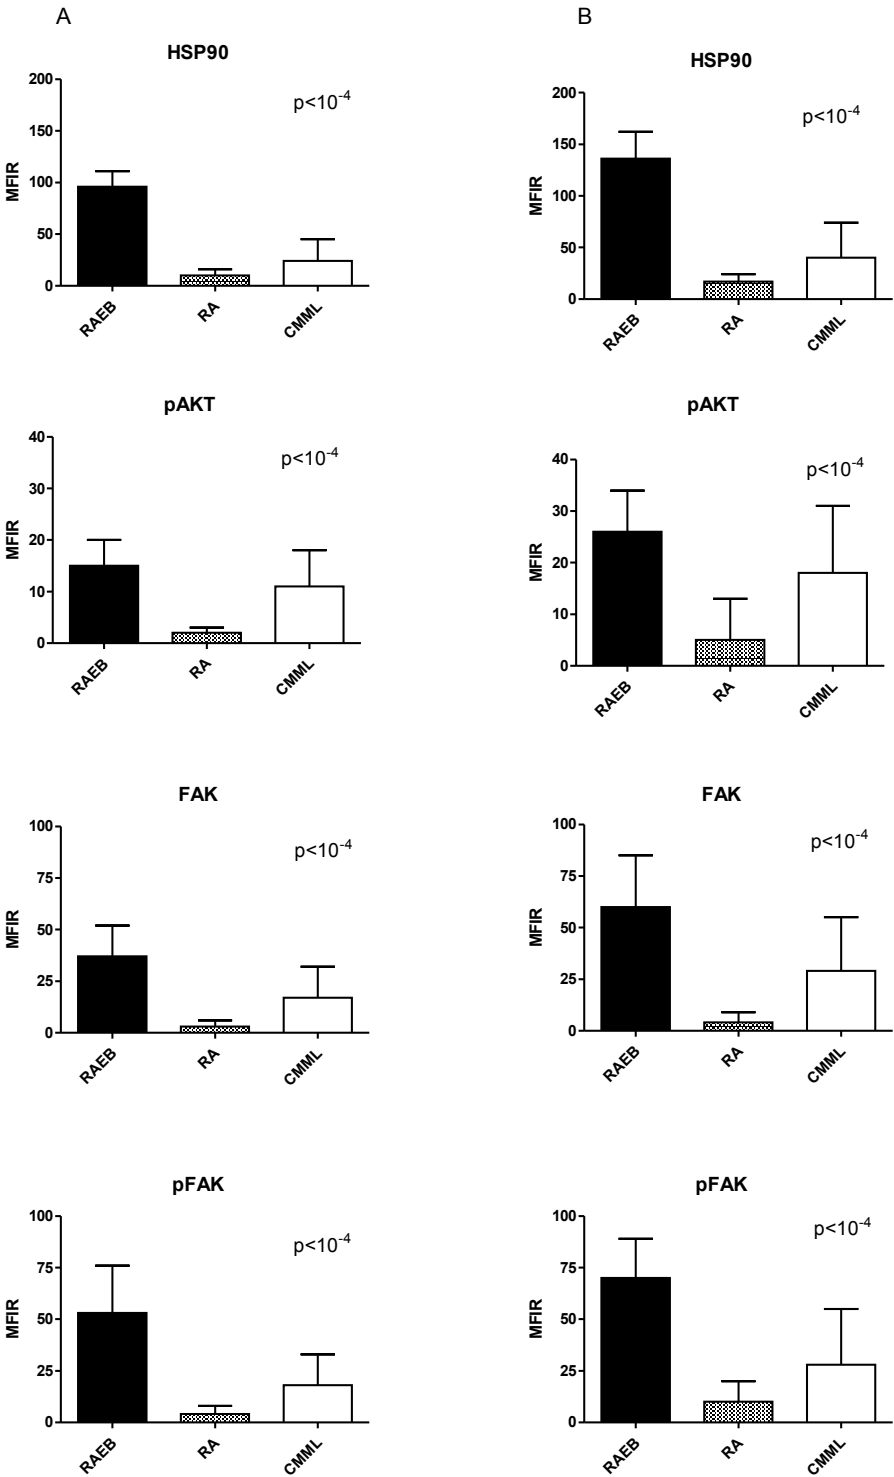 A
HSP90
p<10-4
200
150
100
50
0
MFIR
RAEB
RA
CMML
pAKT
p<10-4
40
30
20
10
0
MFIR
RAEB
RA
CMML
FAK
p<10-4
100
75
50
25
0
MFIR
RAEB
RA
CMML
pFAK
p<10-4
100
75
50
25
0
MFIR
RAEB
RA
CMML
B
HSP90
p<10-4
200
150
100
50
0
MFIR
RAEB
RA
CMML
pAKT
p<10-4
40
30
20
10
0
MFIR
RAEB
RA
CMML
FAK
p<10-4
100
75
50
25
0
MFIR
RAEB
RA
CMML
pFAK
p<10-4
100
75
50
25
0
MFIR
RAEB
RA
CMML